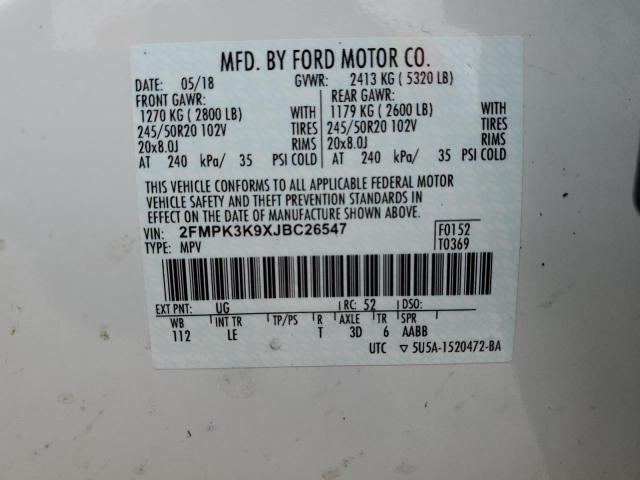 MFD. BY FORD MOTOR CO.
DATE: 05/18 GVWR: 2413 KG ( 5320 LB)
FRONT GAWR: REAR GAWR:
1270 KG ( 2800 LB) WITH 1179 KG ( 2600 LB) WITH
245/50R20 102V TIRES 245/50R20 102V TIRES
20x8.0J RIMS 20x8.0J RIMS
AT 240 kPa/ 35 PSI COLD AT 240 kPa/ 35 PSI COLD
THIS VEHICLE CONFORMS TO ALL APPLICABLE FEDERAL MOTOR
VEHICLE SAFETY AND THEFT PREVENTION STANDARDS IN
EFFECT ON THE DATE OF MANUFACTURE SHOWN ABOVE.
VIN: 2FMPK3K9XJBC26547 F0152
TYPE: MPV T0369
EXT PNT: UG RC: 52 DSO:
WB INT TR TP/PS R AXLE TR SPR
112 LE T 3D 6 AABB
UTC ▽ 5U5A-1520472-BA